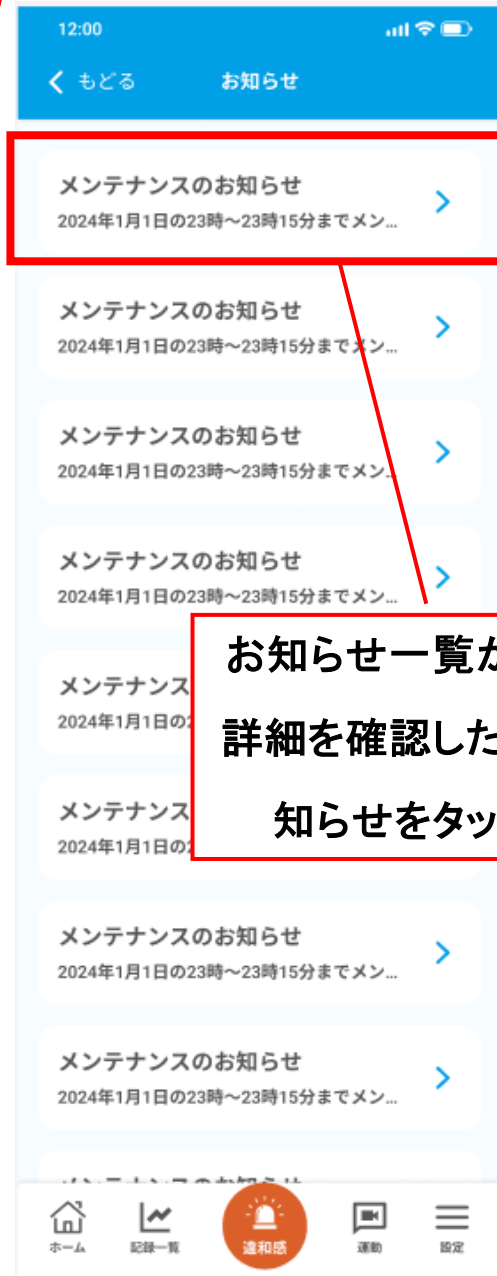 12:00
もどる
お知らせ
メンテナンスのお知らせ
2024年1月1日の23時～23時15分までメン...
メンテナンスのお知らせ
2024年1月1日の23時～23時15分までメン...
メンテナンスのお知らせ
2024年1月1日の23時～23時15分までメン...
メンテナンスのお知らせ
2024年1月1日の23時～23時15分までメン...
お知らせ一覧か
詳細を確認した
知らせをタッ
メンテナンス
2024年1月1日の2
メンテナンス
2024年1月1日の2
メンテナンスのお知らせ
2024年1月1日の23時～23時15分までメン...
メンテナンスのお知らせ
2024年1月1日の23時～23時15分までメン...
メンテナンスのお知らせ
ホーム
記録一覧
違和感
運動
設定